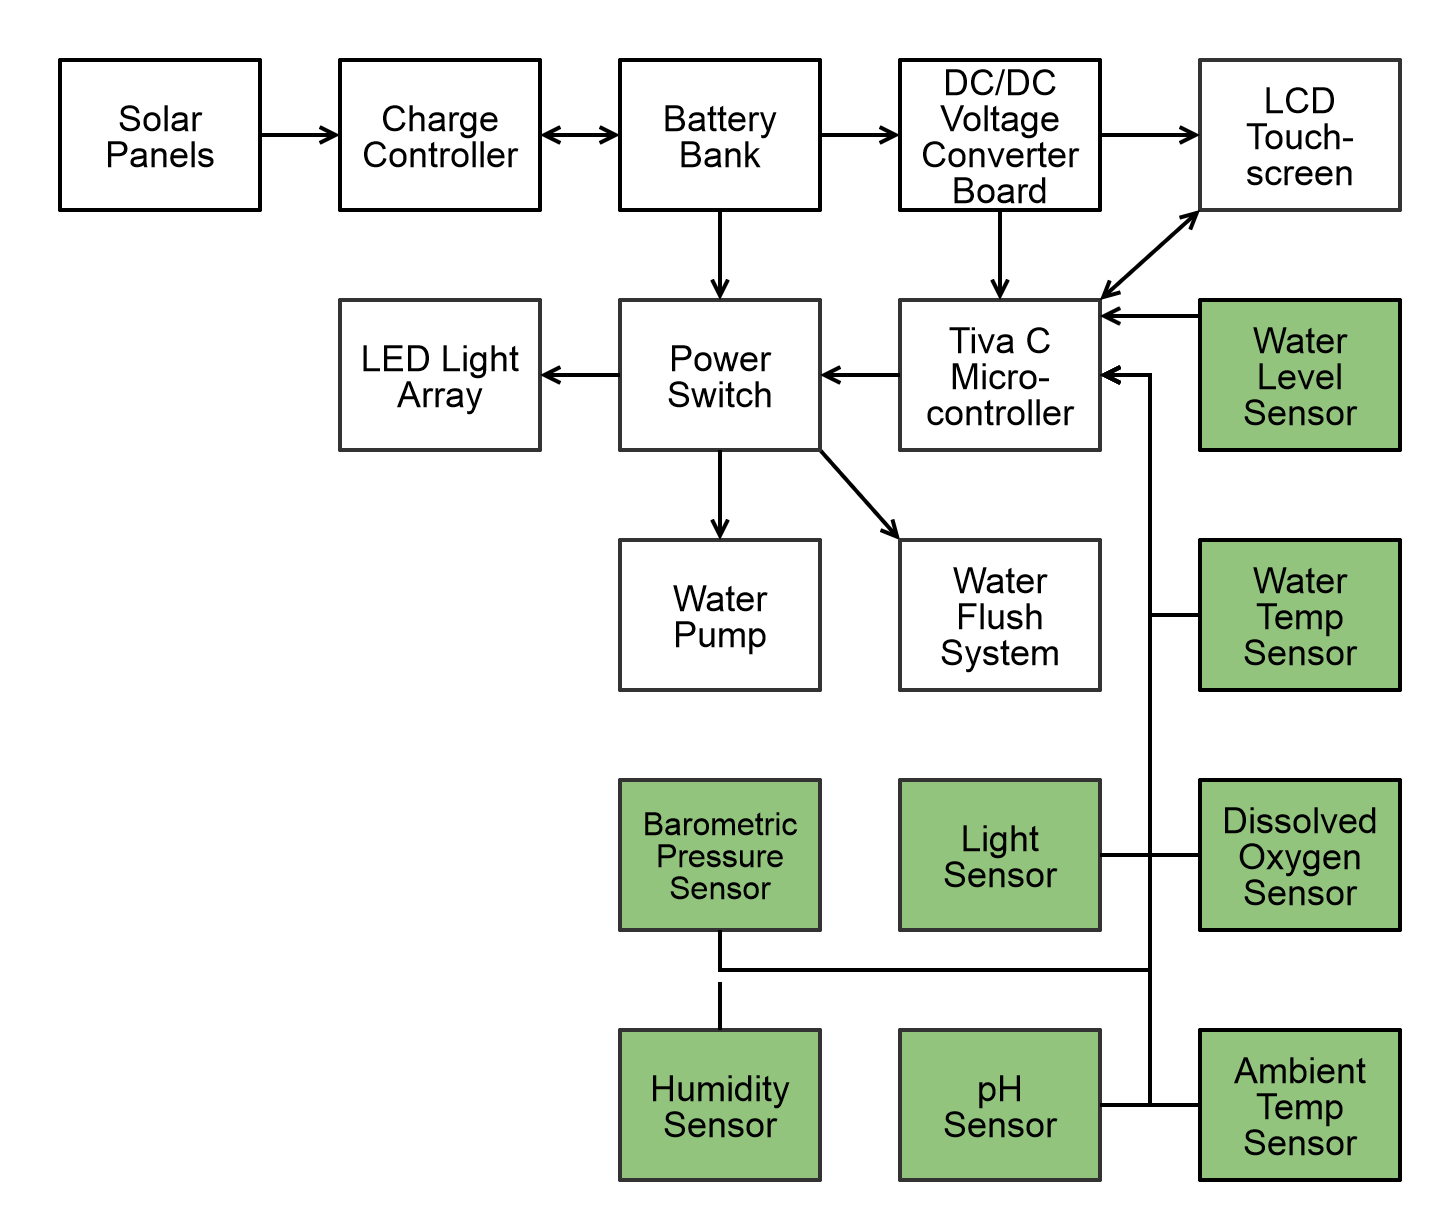 Solar
Panels
Charge
Controller
Battery
Bank
DC/DC
Voltage
Converter
Board
LCD
Touch-
screen
LED Light
Array
Power
Switch
Tiva C
Micro-
controller
Water
Level
Sensor
Water
Pump
Water
Flush
System
Water
Temp
Sensor
Barometric
Pressure
Sensor
Light
Sensor
Dissolved
Oxygen
Sensor
Humidity
Sensor
pH
Sensor
Ambient
Temp
Sensor